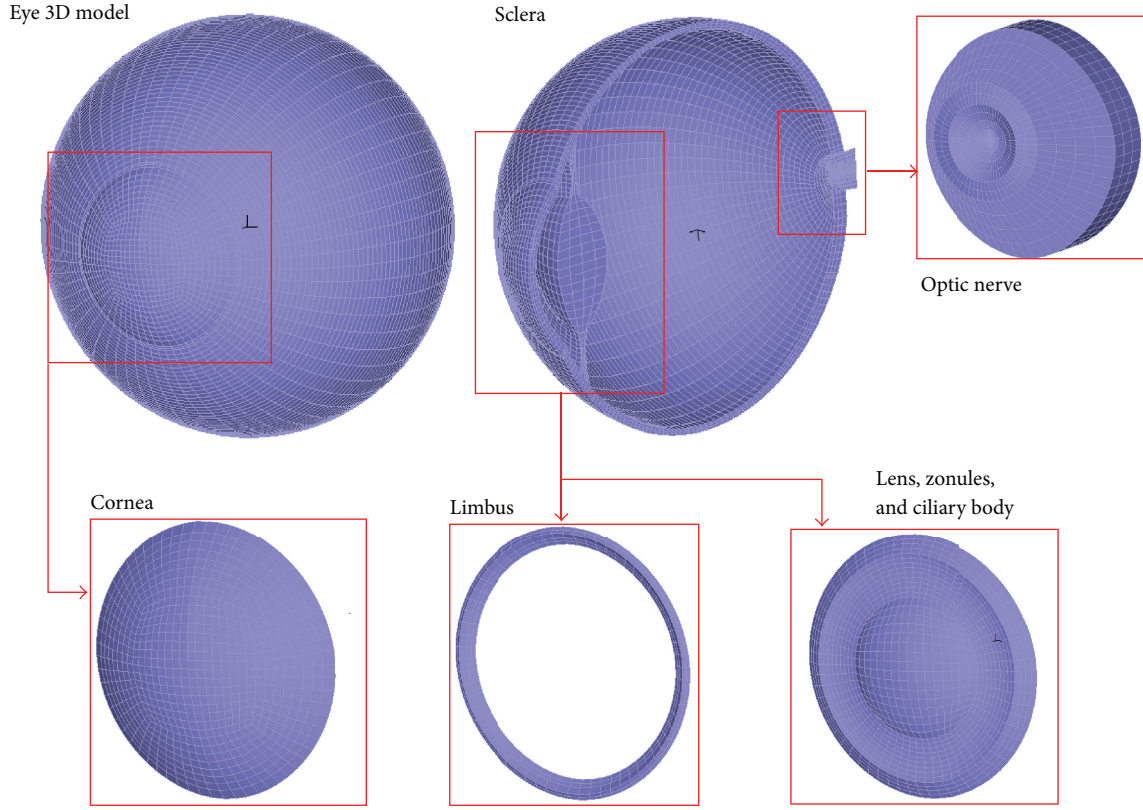 Eye 3D model
Sclera
Optic nerve
Cornea
Limbus
Lens, zonules,
and ciliary body